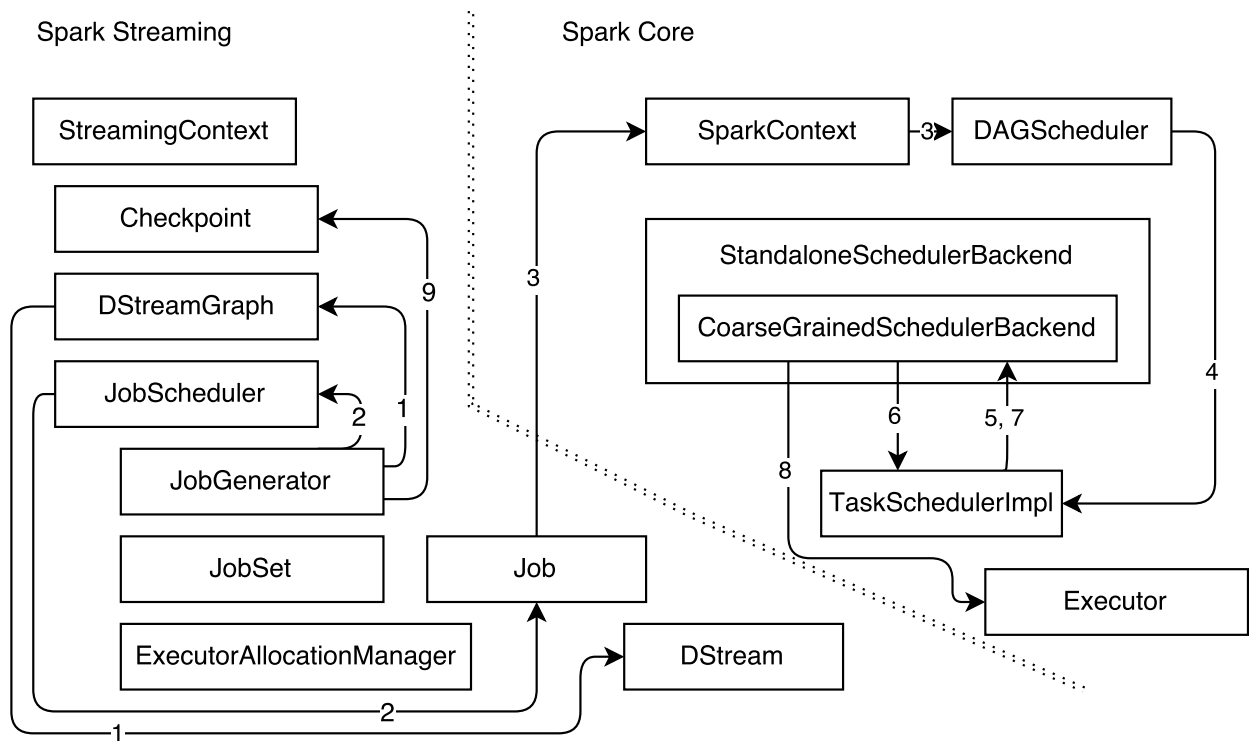 Spark Streaming
Spark Core
StreamingContext
SparkContext
3
DAGScheduler
Checkpoint
StandaloneSchedulerBackend
3
9
DStreamGraph
CoarseGrainedSchedulerBackend
4
JobScheduler
2
1
6
5, 7
8
JobGenerator
TaskSchedulerImpl
JobSet
Job
Executor
ExecutorAllocationManager
DStream
2
1